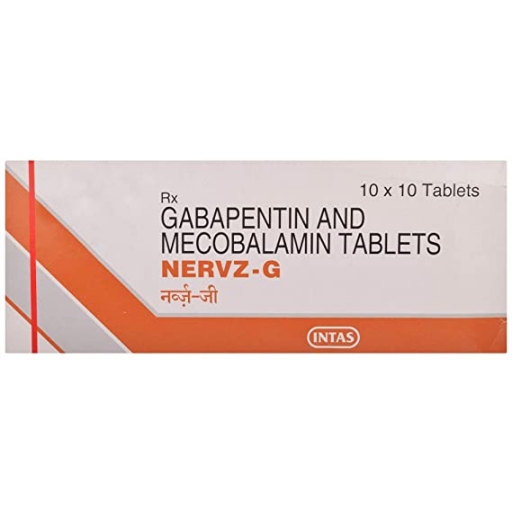 10 x 10 Tablets
Rx
GABAPENTIN AND
MECOBALAMIN TABLETS
NERVZ-G
नर्व्ज़-जी
INTAS